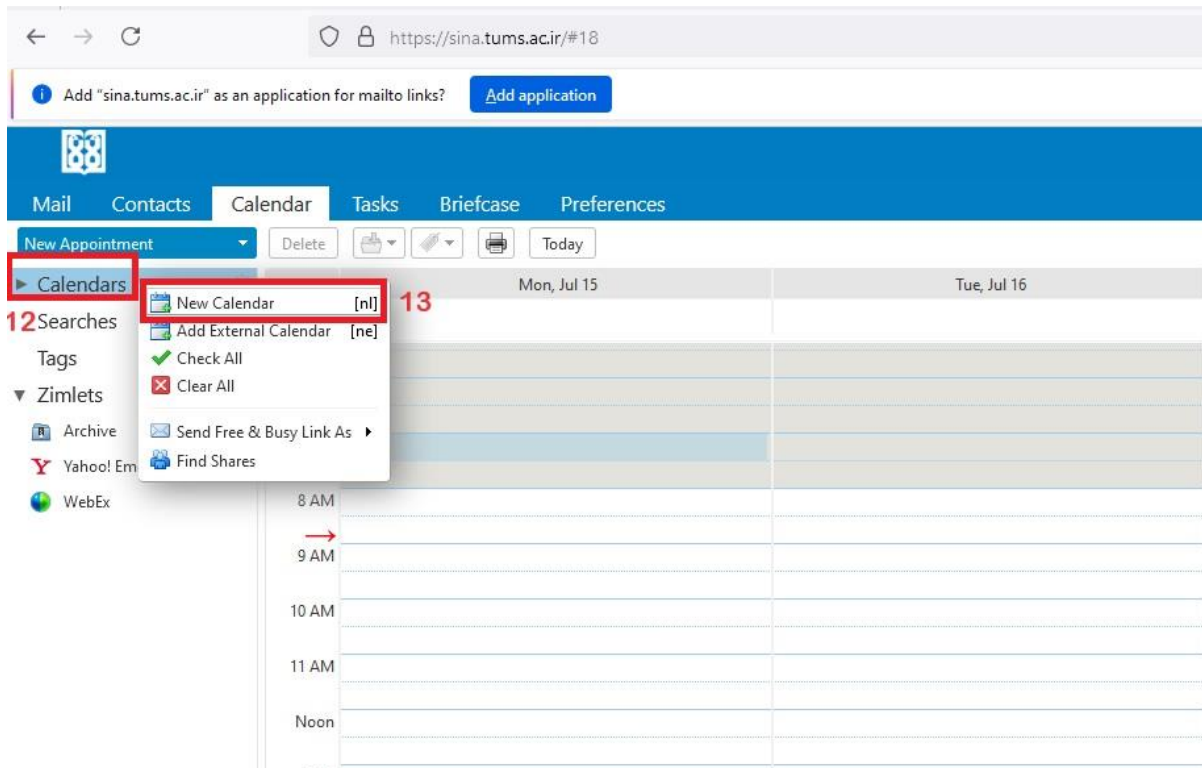 https://sina.tums.ac.ir/#18
Add "sina.tums.ac.ir" as an application for mailto links? Add application
Mail Contacts Calendar Tasks Briefcase Preferences
New Appointment Delete Today
Calendars Mon, Jul 15 Tue, Jul 16
New Calendar [nl] 13
12 Searches
Add External Calendar [ne]
Tags
Check All
Clear All
Zimlets
Archive
Send Free & Busy Link As
Yahoo! Em
Find Shares
WebEx
8 AM
9 AM
10 AM
11 AM
Noon